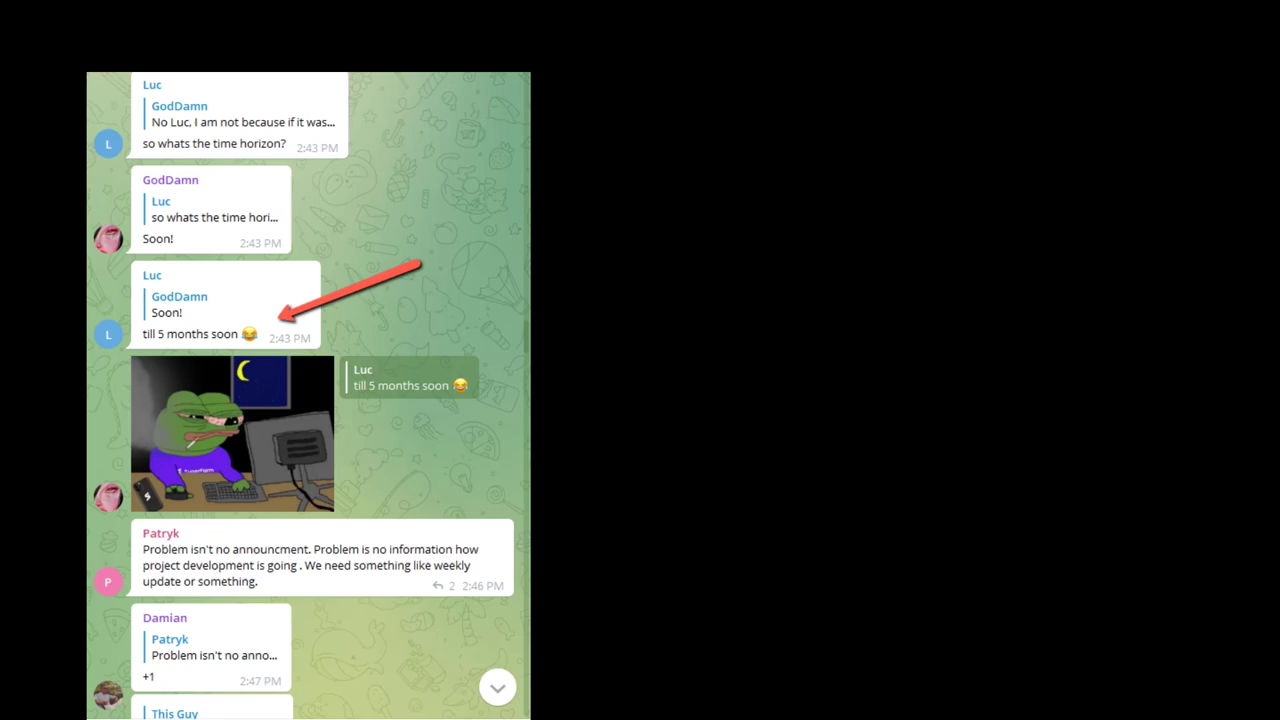 Luc
GodDamn
No Luc, I am not because if it was...
so whats the time horizon? 2:43 PM
L
GodDamn
Luc
so whats the time hori...
Soon! 2:43 PM
Luc
GodDamn
Soon!
till 5 months soon 😂 2:43 PM
L
Luc
till 5 months soon 😂
Patryk
Problem isn't no announcment. Problem is no information how
project development is going . We need something like weekly
update or something.
2 2:46 PM
P
Damian
Patryk
Problem isn't no anno...
+1 2:47 PM
This Guy